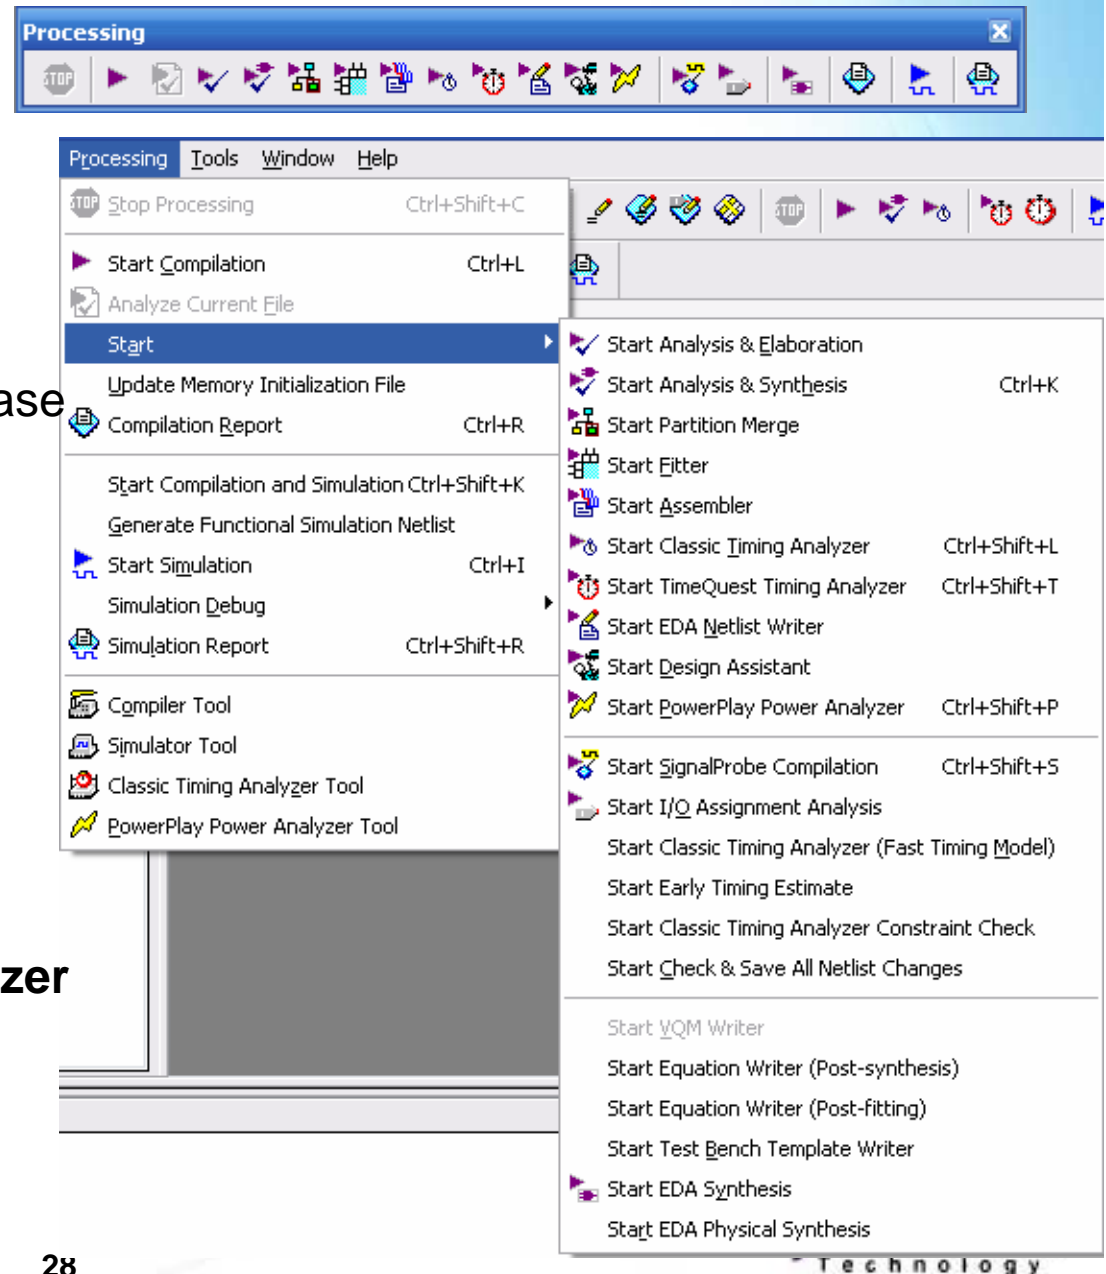 Processing
STOP
Processing Tools Window Help
STOP Stop Processing Ctrl+Shift+C
STOP
Start Compilation Ctrl+L
Analyze Current File
Start
Update Memory Initialization File
ase
Compilation Report Ctrl+R
Start Compilation and Simulation Ctrl+Shift+K
Generate Functional Simulation Netlist
Start Simulation Ctrl+I
Simulation Debug
Simulation Report Ctrl+Shift+R
Compiler Tool
Simulator Tool
Classic Timing Analyzer Tool
PowerPlay Power Analyzer Tool
Start Analysis & Elaboration
Start Analysis & Synthesis Ctrl+K
Start Partition Merge
Start Fitter
Start Assembler
Start Classic Timing Analyzer Ctrl+Shift+L
Start TimeQuest Timing Analyzer Ctrl+Shift+T
Start EDA Netlist Writer
Start Design Assistant
Start PowerPlay Power Analyzer Ctrl+Shift+P
Start SignalProbe Compilation Ctrl+Shift+S
Start I/O Assignment Analysis
Start Classic Timing Analyzer (Fast Timing Model)
Start Early Timing Estimate
Start Classic Timing Analyzer Constraint Check
Start Check & Save All Netlist Changes
Start VQM Writer
Start Equation Writer (Post-synthesis)
Start Equation Writer (Post-fitting)
Start Test Bench Template Writer
Start EDA Synthesis
Start EDA Physical Synthesis
zer
28
Technology